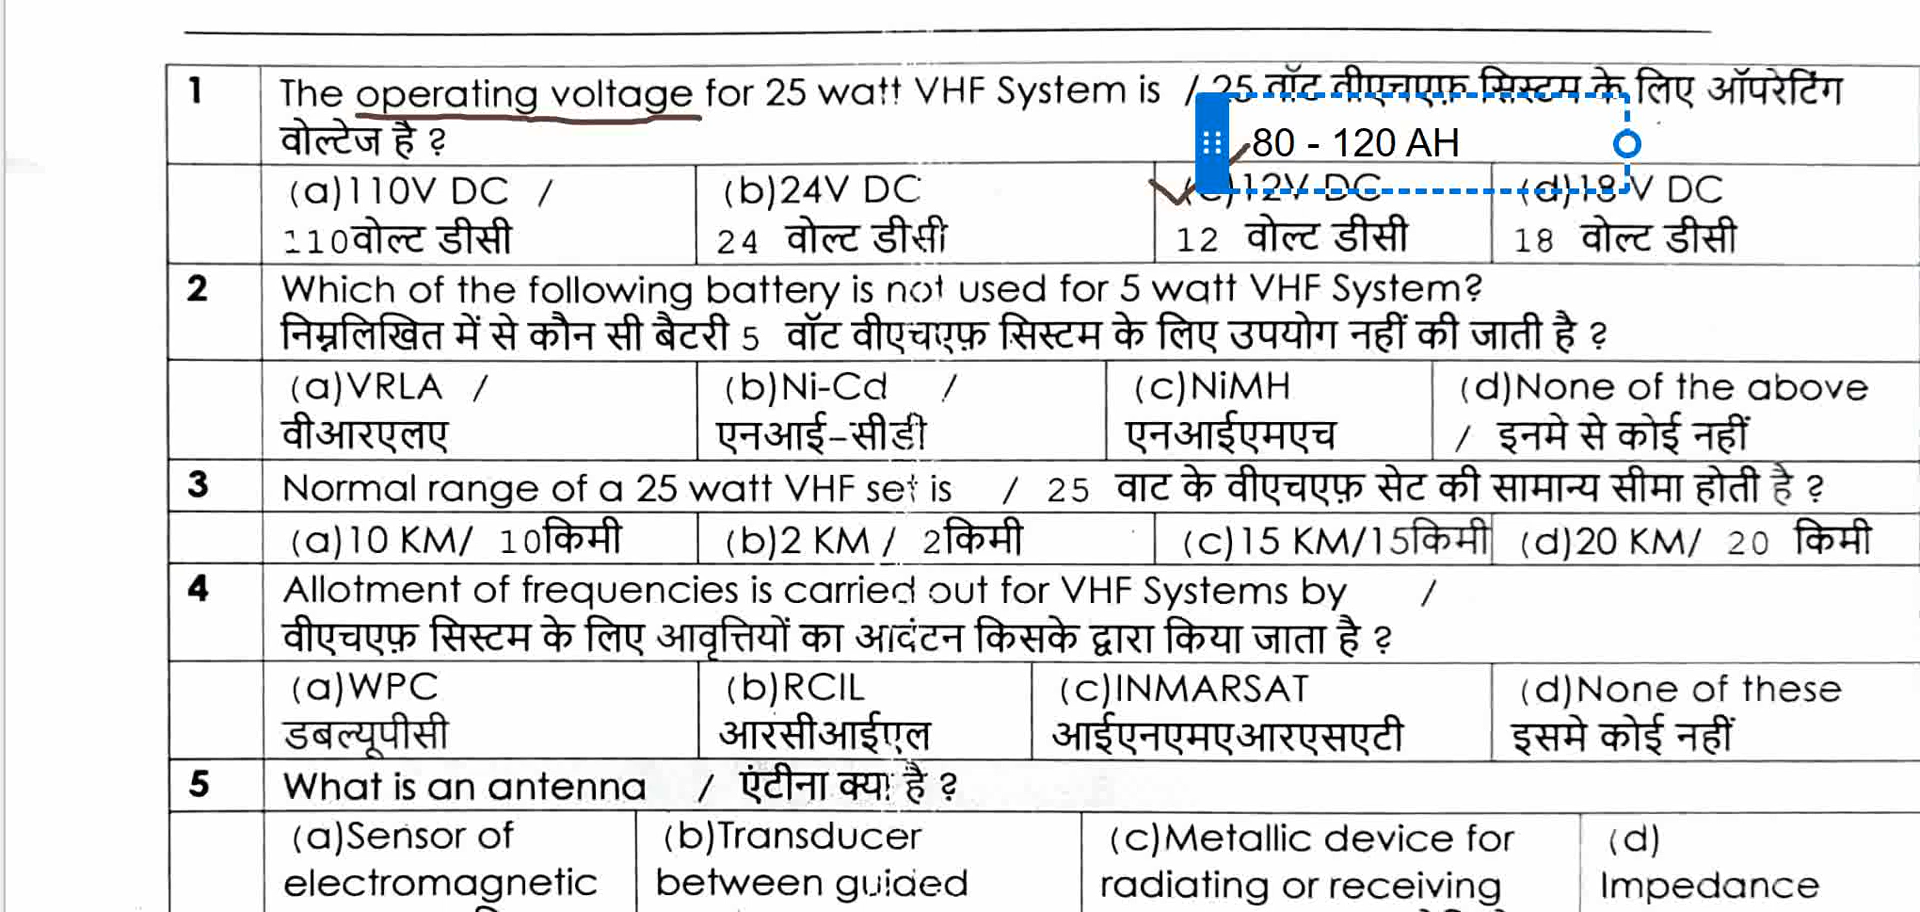 1 The operating voltage for 25 watt VHF System is / 25 वॉट वीएचएफ़ सिस्टम के लिए ऑपरेटिंग
वोल्टेज है ?
80 - 120 AH
(a)110V DC / (b)24V DC (c)12V DC (d)18 V DC
110वोल्ट डीसी 24 वोल्ट डीसी 12 वोल्ट डीसी 18 वोल्ट डीसी
2 Which of the following battery is not used for 5 watt VHF System?
निम्नलिखित में से कौन सी बैटरी 5 वॉट वीएचएफ़ सिस्टम के लिए उपयोग नहीं की जाती है ?
(a)VRLA / (b)Ni-Cd / (c)NiMH (d)None of the above
वीआरएलए एनआई-सीडी एनआईएमएच / इनमे से कोई नहीं
3 Normal range of a 25 watt VHF set is / 25 वाट के वीएचएफ़ सेट की सामान्य सीमा होती है ?
(a)10 KM/ 10किमी (b)2 KM / 2किमी (c)15 KM/15किमी (d)20 KM/ 20 किमी
4 Allotment of frequencies is carried out for VHF Systems by /
वीएचएफ़ सिस्टम के लिए आवृत्तियों का आवंटन किसके द्वारा किया जाता है ?
(a)WPC (b)RCIL (c)INMARSAT (d)None of these
डबल्यूपीसी आरसीआईएल आईएनएमएआरएसएटी इसमे कोई नहीं
5 What is an antenna / एंटीना क्या है ?
(a)Sensor of (b)Transducer (c)Metallic device for (d)
electromagnetic between guided radiating or receiving Impedance